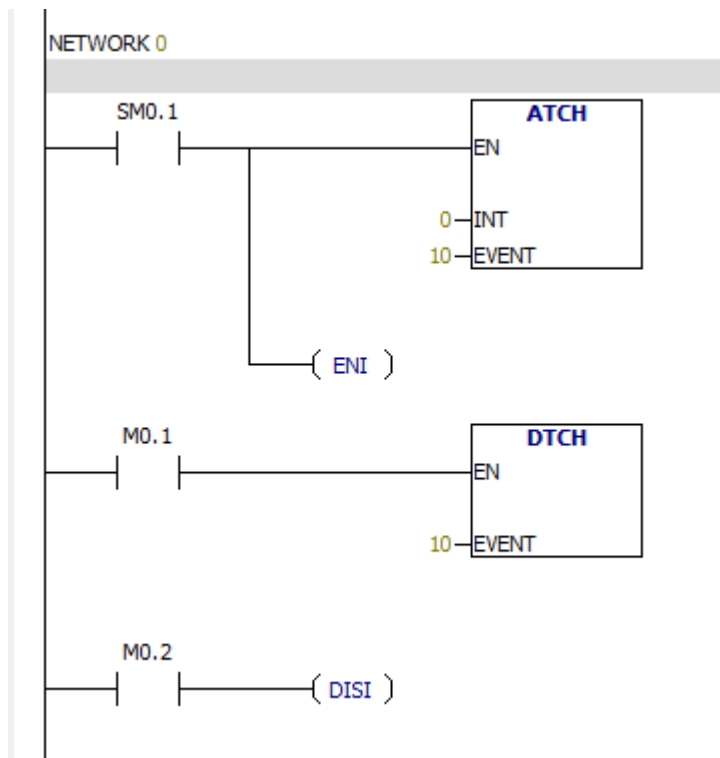 NETWORK 0
SM0.1
ATCH
EN
0 INT
10 EVENT
ENI
M0.1
DTCH
EN
10 EVENT
M0.2
DISI